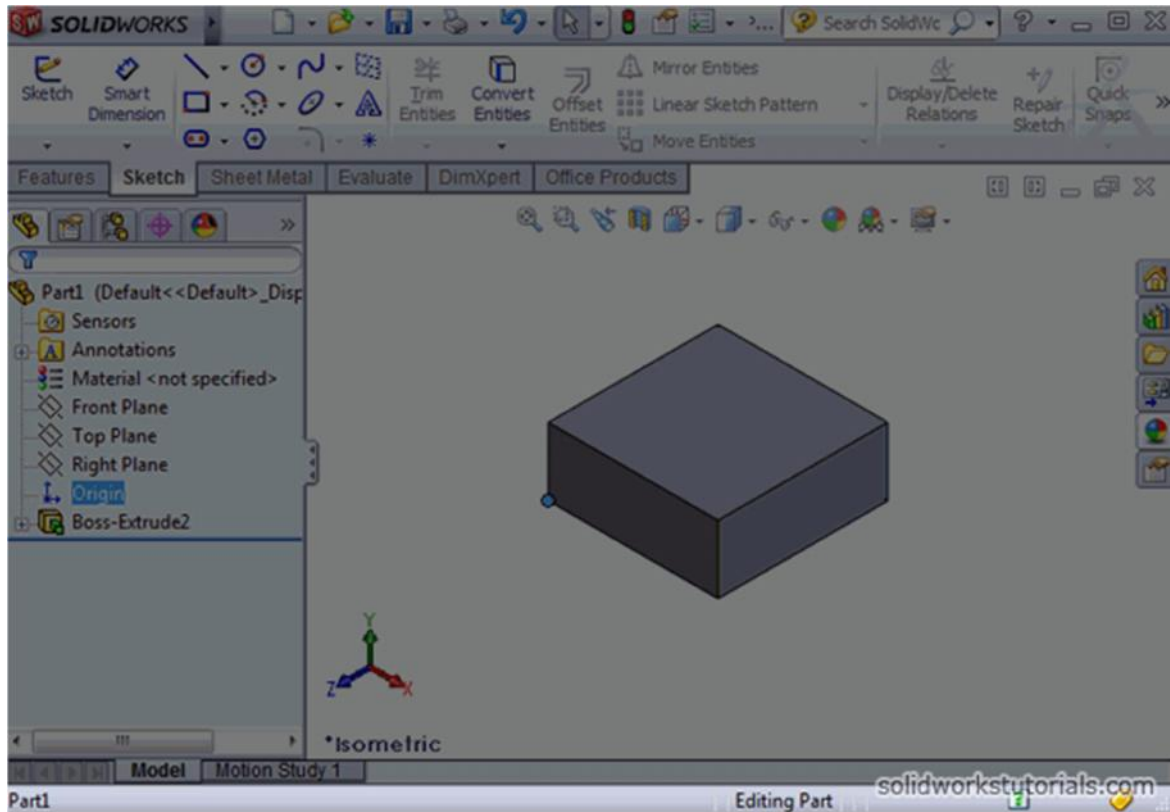 SOLIDWORKS
Search SolidWc
Sketch
Smart Dimension
Trim Entities
Convert Entities
Offset Entities
Mirror Entities
Linear Sketch Pattern
Move Entities
Display/Delete Relations
Repair Sketch
Quick Snaps
Features Sketch Sheet Metal Evaluate DimXpert Office Products
Part1 (Default<<Default>_Disp
Sensors
Annotations
Material <not specified>
Front Plane
Top Plane
Right Plane
Origin
Boss-Extrude2
Y
Z X
*Isometric
Model Motion Study 1
solidworkstutorials.com
Part1 Editing Part